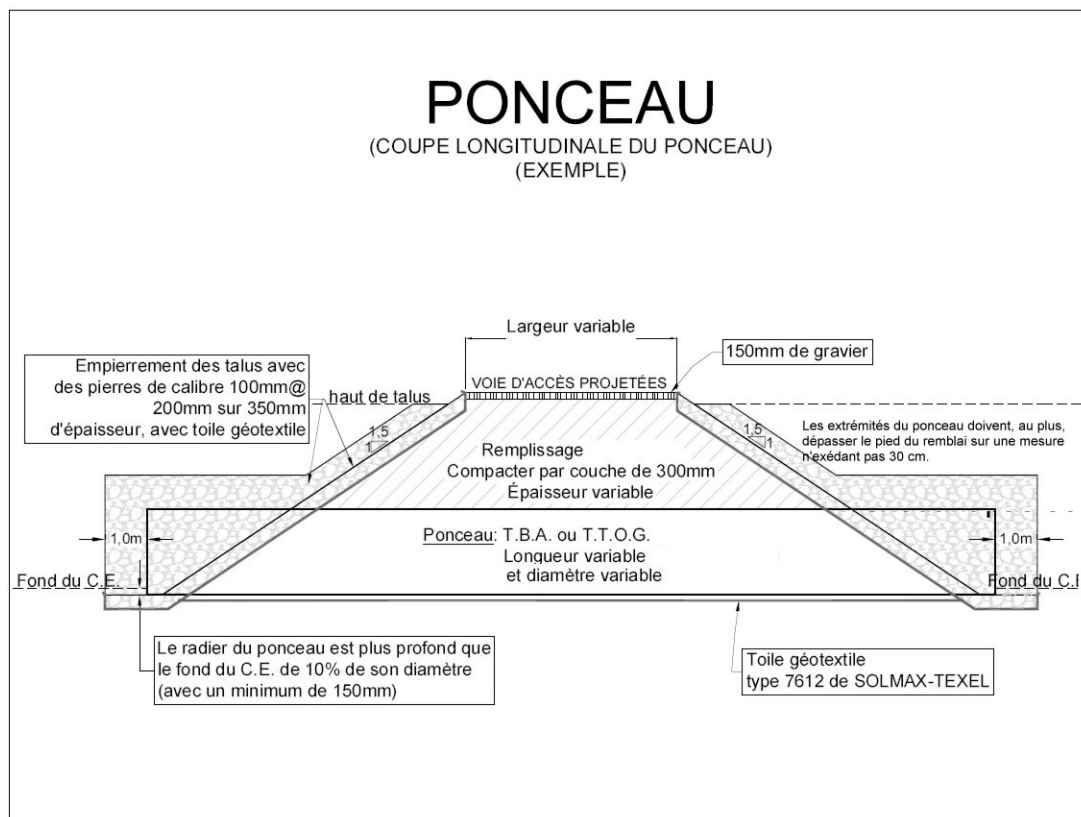 PONCEAU
(COUPE LONGITUDINALE DU PONCEAU)
(EXEMPLE)
Largeur variable
150mm de gravier
Empierrement des talus avec
des pierres de calibre 100mm@
200mm sur 350mm
d'épaisseur, avec toile géotextile
haut de talus
VOIE D'ACCÈS PROJETÉES
1,5
1
1,5
1
Les extrémités du ponceau doivent, au plus,
dépasser le pied du remblai sur une mesure
n'exédant pas 30 cm.
Remplissage
Compacter par couche de 300mm
Épaisseur variable
1,0m
Ponceau: T.B.A. ou T.T.O.G.
Longueur variable
et diamètre variable
1,0m
Fond du C.E.
Fond du C.E
Le radier du ponceau est plus profond que
le fond du C.E. de 10% de son diamètre
(avec un minimum de 150mm)
Toile géotextile
type 7612 de SOLMAX-TEXEL